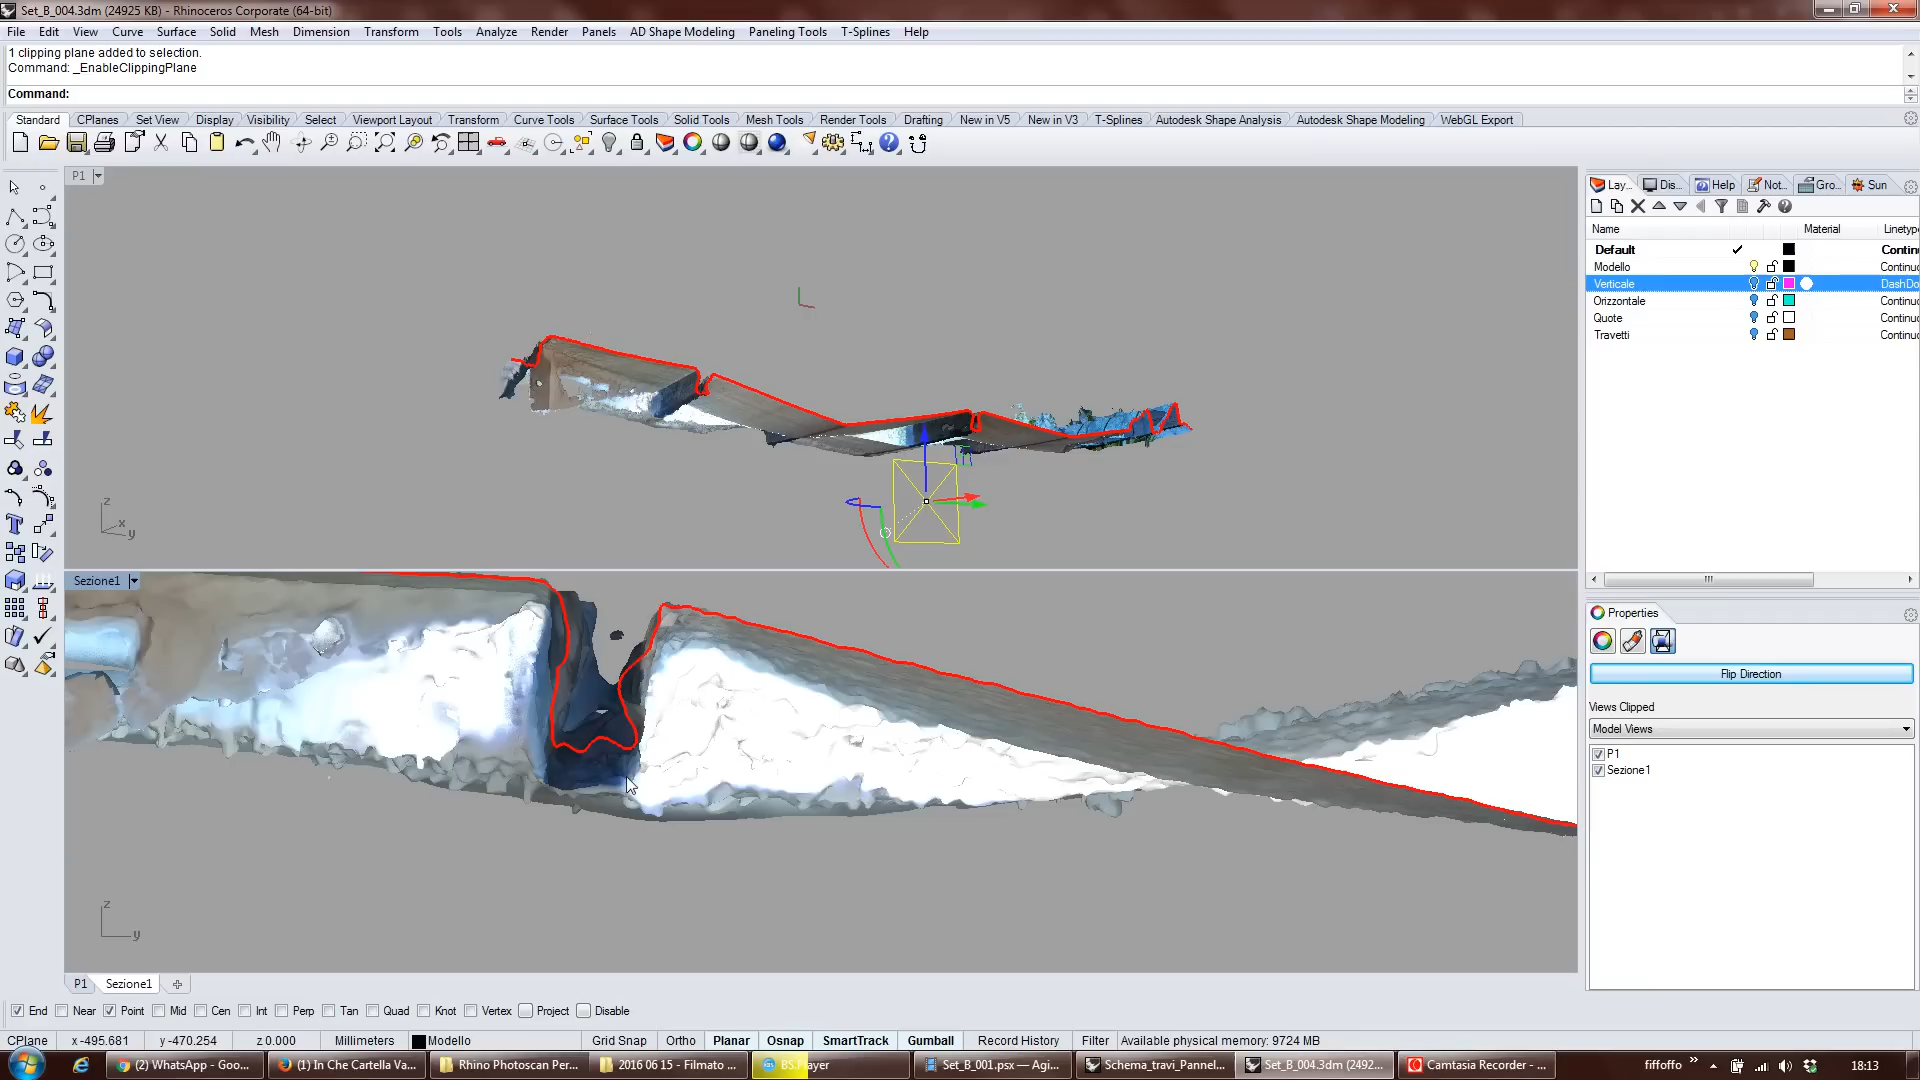 Set_B_004.3dm (24925 KB) - Rhinoceros Corporate (64-bit)
File Edit View Curve Surface Solid Mesh Dimension Transform Tools Analyze Render Panels AD Shape Modeling Paneling Tools T-Splines Help
1 clipping plane added to selection.
Command: _EnableClippingPlane
Command:
Standard CPlanes Set View Display Visibility Select Viewport Layout Transform Curve Tools Surface Tools Solid Tools Mesh Tools Render Tools Drafting New in V5 New in V3 T-Splines Autodesk Shape Analysis Autodesk Shape Modeling WebGL Export
P1
Lay... Dis... Help Not... Gro... Sun
Name Material Linetype
Default Contin
Modello Continuo
Verticale DashDo
Orizzontale Continuo
Quote Continuo
Travetti Continuo
z
x
y
Sezione1
Properties
Flip Direction
Views Clipped
Model Views
P1
Sezione1
z
y
P1 Sezione1
End Near Point Mid Cen Int Perp Tan Quad Knot Vertex Project Disable
CPlane x -495.681 y -470.254 z 0.000 Millimeters Modello Grid Snap Ortho Planar Osnap SmartTrack Gumball Record History Filter Available physical memory: 9724 MB
(2) WhatsApp - Goo... (1) In Che Cartella Va... Rhino Photoscan Per... 2016 06 15 - Filmato ... BS.Player Set_B_001.psx — Agi... Schema_travi_Pannel... Set_B_004.3dm (2492... Camtasia Recorder - ... fiffoffo 18:13